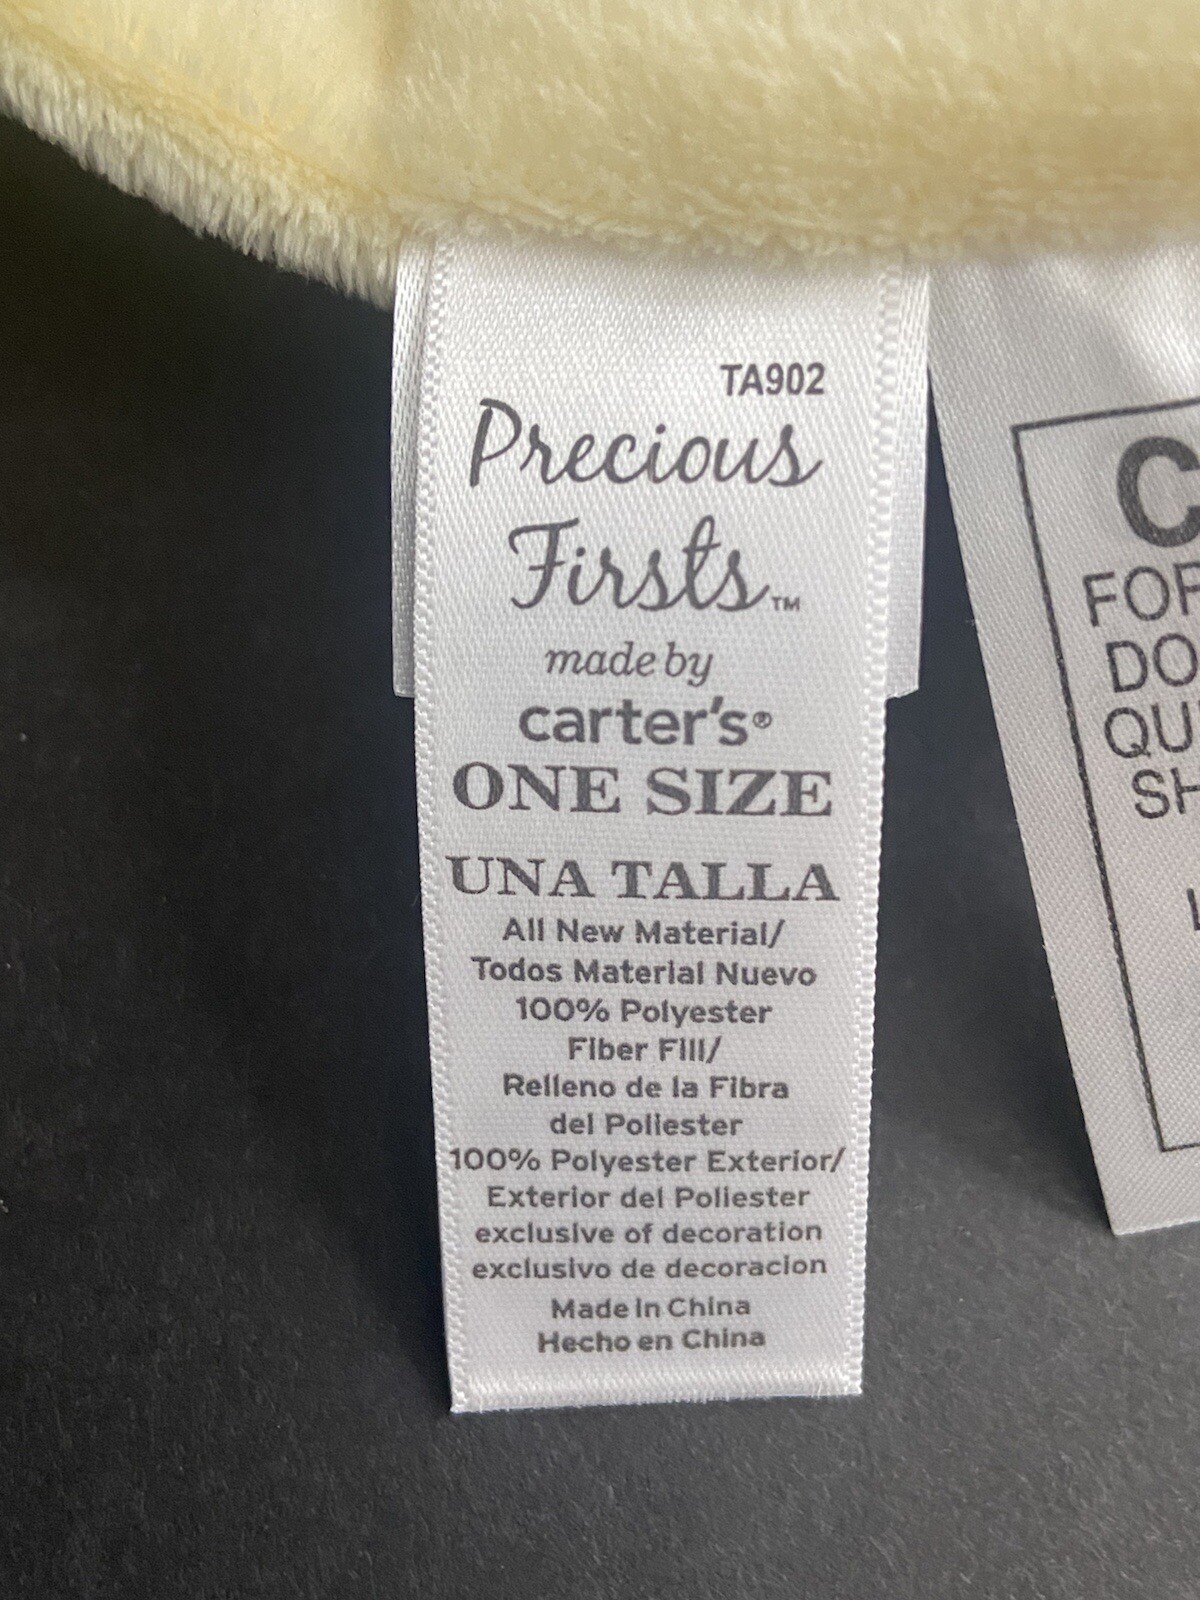 TA902
Precious
Firsts™
made by
carter's®
ONE SIZE
UNA TALLA
All New Material/
Todos Material Nuevo
100% Polyester
Fiber Fill/
Relleno de la Fibra
del Poliester
100% Polyester Exterior/
Exterior del Poliester
exclusive of decoration
exclusivo de decoracion
Made in China
Hecho en China